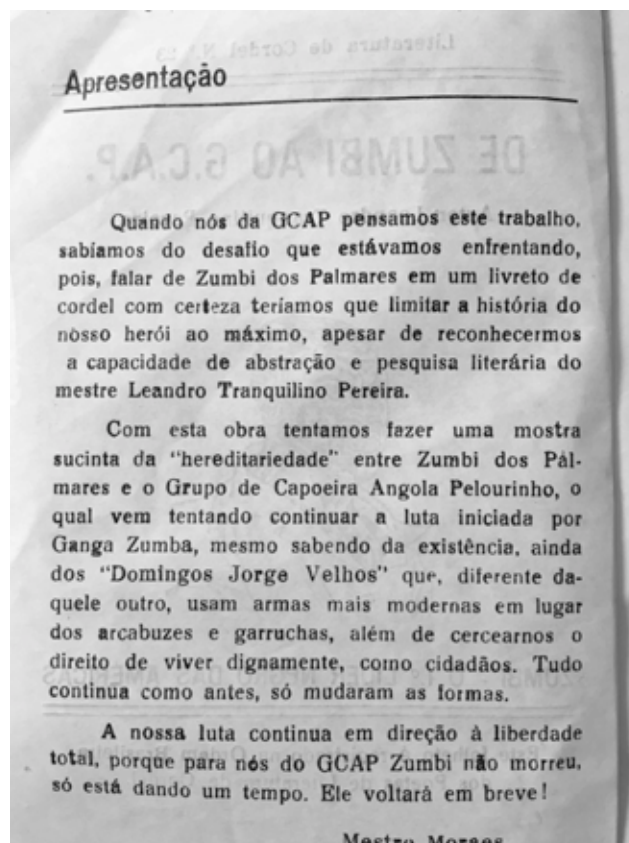 Apresentação
Quando nós da GCAP pensamos este trabalho,
sabiamos do desafio que estávamos enfrentando,
pois, falar de Zumbi dos Palmares em um livreto de
cordel com certeza teríamos que limitar a história do
nosso herói ao máximo, apesar de reconhecermos
a capacidade de abstração e pesquisa literária do
mestre Leandro Tranquilino Pereira.
Com esta obra tentamos fazer uma mostra
sucinta da "hereditariedade" entre Zumbi dos Pal-
mares e o Grupo de Capoeira Angola Pelourinho, o
qual vem tentando continuar a luta iniciada por
Ganga Zumba, mesmo sabendo da existência, ainda
dos "Domingos Jorge Velhos" que, diferente da-
quele outro, usam armas mais modernas em lugar
dos arcabuzes e garruchas, além de cercearnos o
direito de viver dignamente, como cidadãos. Tudo
continua como antes, só mudaram as formas.
A nossa luta continua em direção à liberdade
total, porque para nós do GCAP Zumbi não morreu,
só está dando um tempo. Ele voltará em breve!
Mestre Moraes